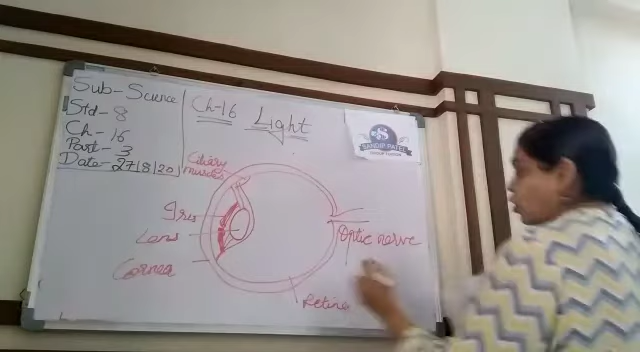 Sub- Science
Std- 8
Ch- 16
Part- 3
Date- 27/8/20
Ch-16 Light
SANDIP PATEL
Ciliary
muscles
Iris
Lens
Cornea
Optic nerve
Retina